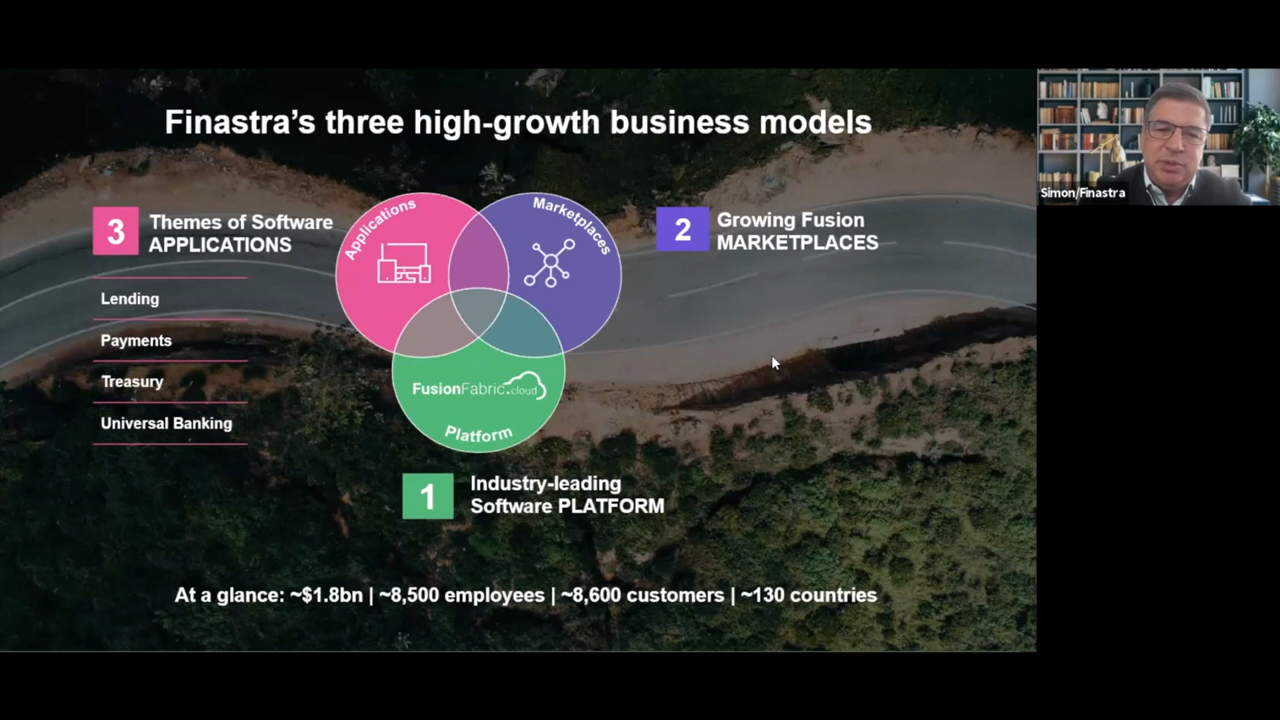 Finastra’s three high-growth business models
Simon/Finastra
3
Themes of Software
APPLICATIONS
Lending
Payments
Treasury
Universal Banking
Applications
Marketplaces
FusionFabric.cloud
Platform
2
Growing Fusion
MARKETPLACES
1
Industry-leading
Software PLATFORM
At a glance: ~$1.8bn | ~8,500 employees | ~8,600 customers | ~130 countries